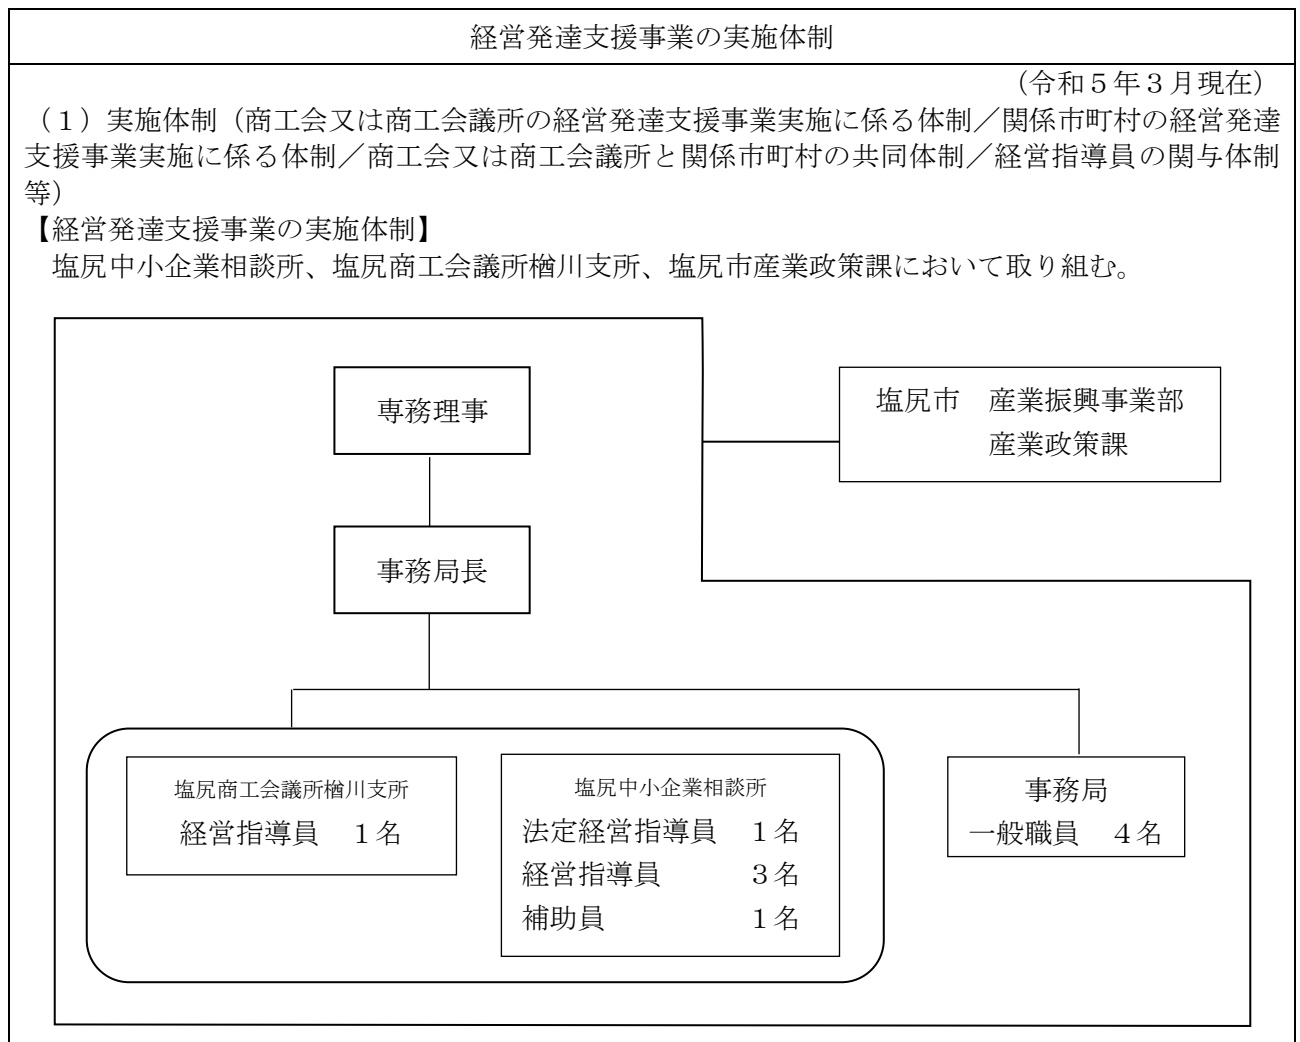 経営発達支援事業の実施体制
（令和５年３月現在）
（１）実施体制（商工会又は商工会議所の経営発達支援事業実施に係る体制／関係市町村の経営発達
支援事業実施に係る体制／商工会又は商工会議所と関係市町村の共同体制／経営指導員の関与体制
等）
【経営発達支援事業の実施体制】
塩尻中小企業相談所、塩尻商工会議所楢川支所、塩尻市産業政策課において取り組む。
専務理事
塩尻市　産業振興事業部
産業政策課
事務局長
塩尻商工会議所楢川支所
経営指導員　１名
塩尻中小企業相談所
法定経営指導員　１名
経営指導員　３名
補助員　１名
事務局
一般職員　４名